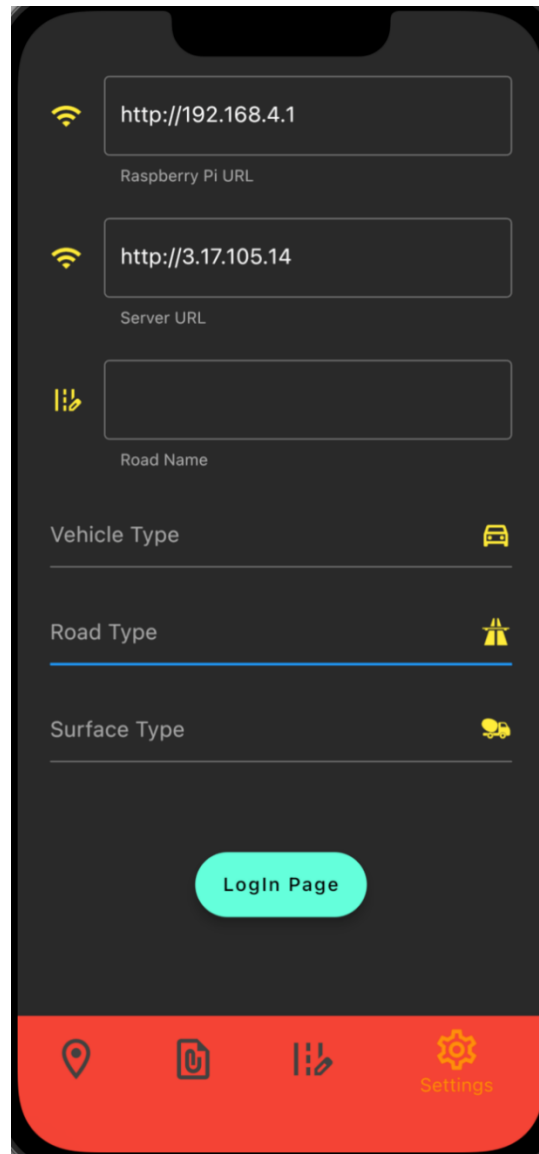 http://192.168.4.1
Raspberry Pi URL
http://3.17.105.14
Server URL
Road Name
Vehicle Type
Road Type
Surface Type
LogIn Page
Settings